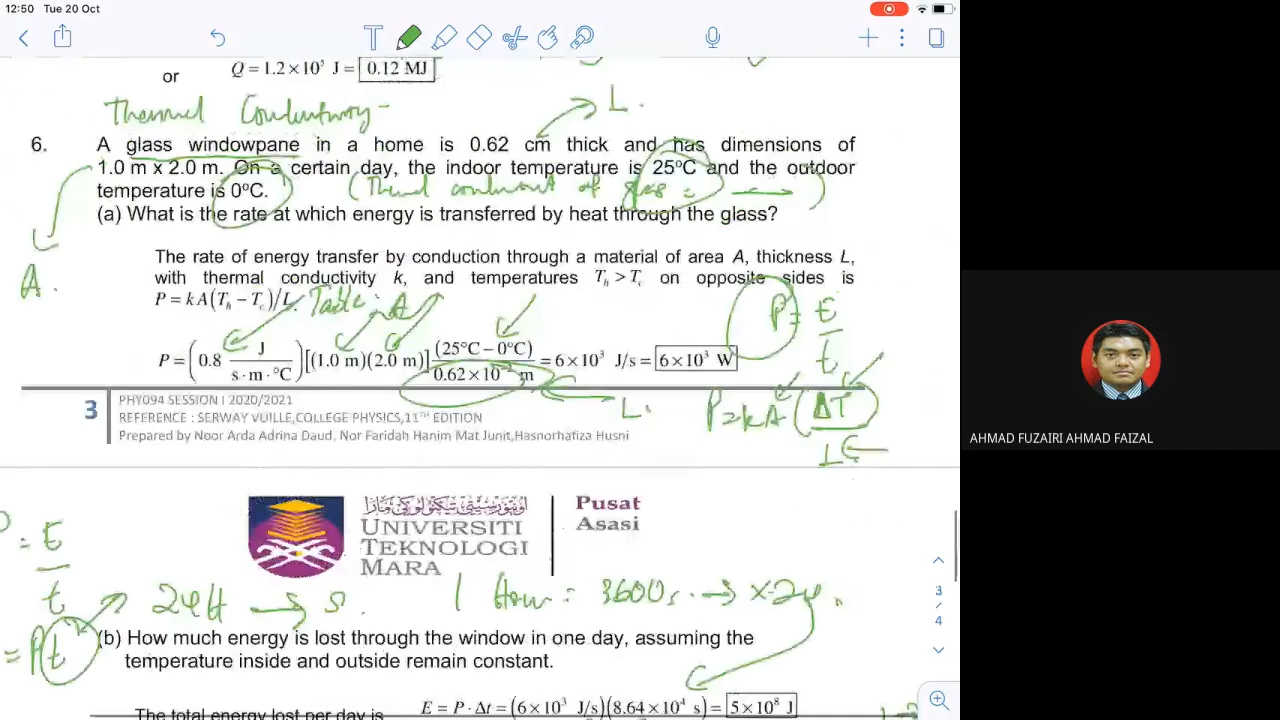 12:50 Tue 20 Oct
or Q = 1.2 × 10⁵ J = 0.12 MJ
Thermal
L.
6. A glass windowpane in a home is 0.62 cm thick and has dimensions of
1.0 m x 2.0 m. On a certain day, the indoor temperature is 25°C and the outdoor
temperature is 0°C.
(a) What is the rate at which energy is transferred by heat through the glass?
A.
The rate of energy transfer by conduction through a material of area A, thickness L,
with thermal conductivity k, and temperatures T_h > T_c on opposite sides is
P = kA(T_h − T_c)/L.
Table. A
P = E/t
P = (0.8 J/s·m·°C)[(1.0 m)(2.0 m)] (25°C − 0°C)/0.62 × 10⁻² m = 6 × 10³ J/s = 6 × 10³ W
L.
P = kA (ΔT)/L
3
PHY094 SESSION I 2020/2021
REFERENCE : SERWAY VUILLE,COLLEGE PHYSICS,11TH EDITION
Prepared by Noor Arda Adrina Daud, Nor Faridah Hanim Mat Junit,Hasnorhafiza Husni
AHMAD FUZAIRI AHMAD FAIZAL
UNIVERSITI
TEKNOLOGI
MARA
Pusat
Asasi
P = E/t
24H → S.
1 Hour = 3600s. → ×24.
= Pt
(b) How much energy is lost through the window in one day, assuming the
temperature inside and outside remain constant.
The total energy lost per day is E = P · Δt = (6 × 10³ J/s)(8.64 × 10⁴ s) = 5 × 10⁸ J
3
/
4